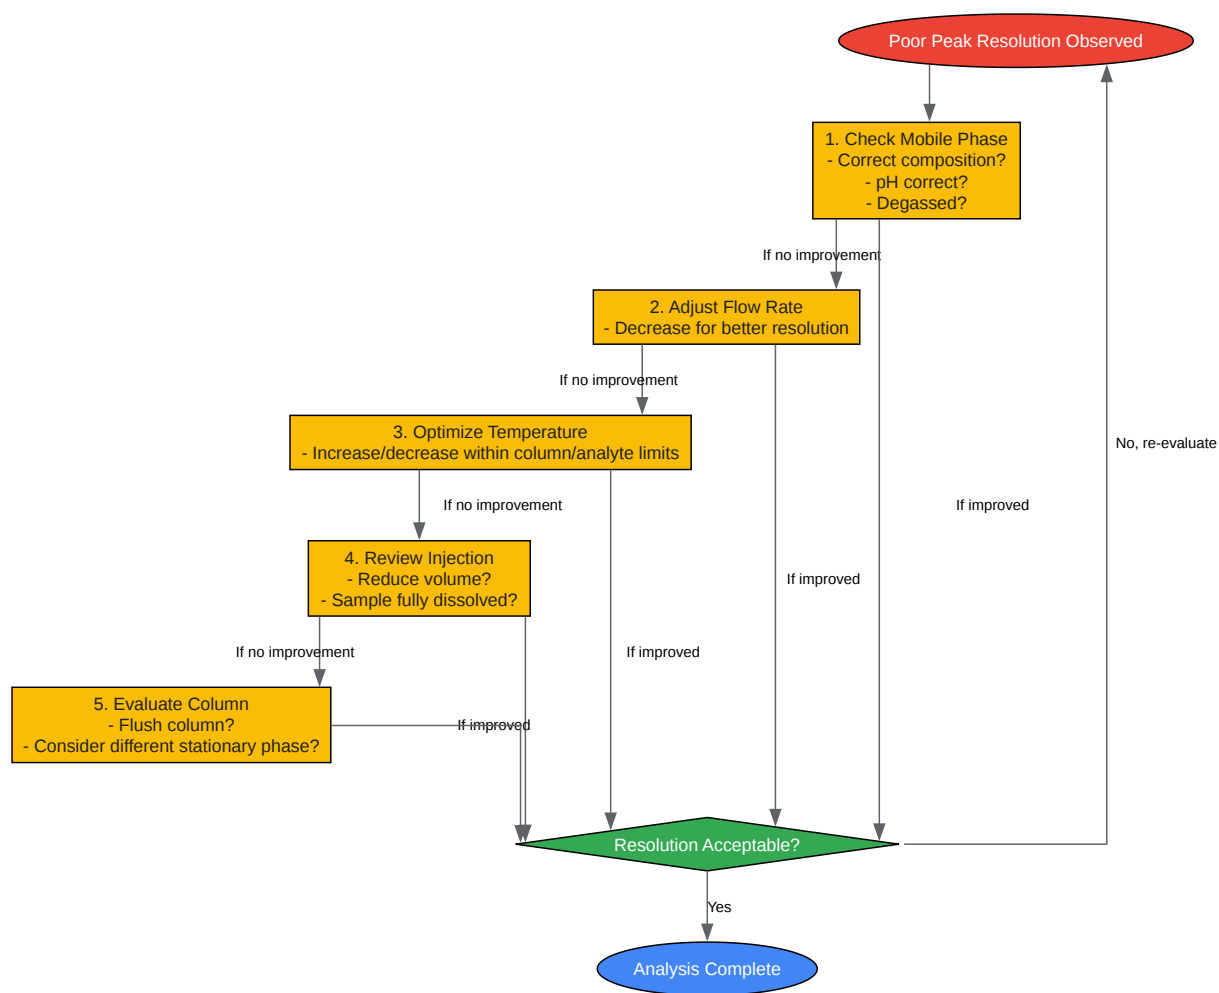 Poor Peak Resolution Observed
1. Check Mobile Phase
- Correct composition?
- pH correct?
- Degassed?
If no improvement
2. Adjust Flow Rate
- Decrease for better resolution
If no improvement
3. Optimize Temperature
- Increase/decrease within column/analyte limits
No, re-evaluate
If no improvement
If improved
4. Review Injection
- Reduce volume?
- Sample fully dissolved?
If improved
If no improvement
If improved
5. Evaluate Column
- Flush column?
- Consider different stationary phase?
If improved
Resolution Acceptable?
Yes
Analysis Complete